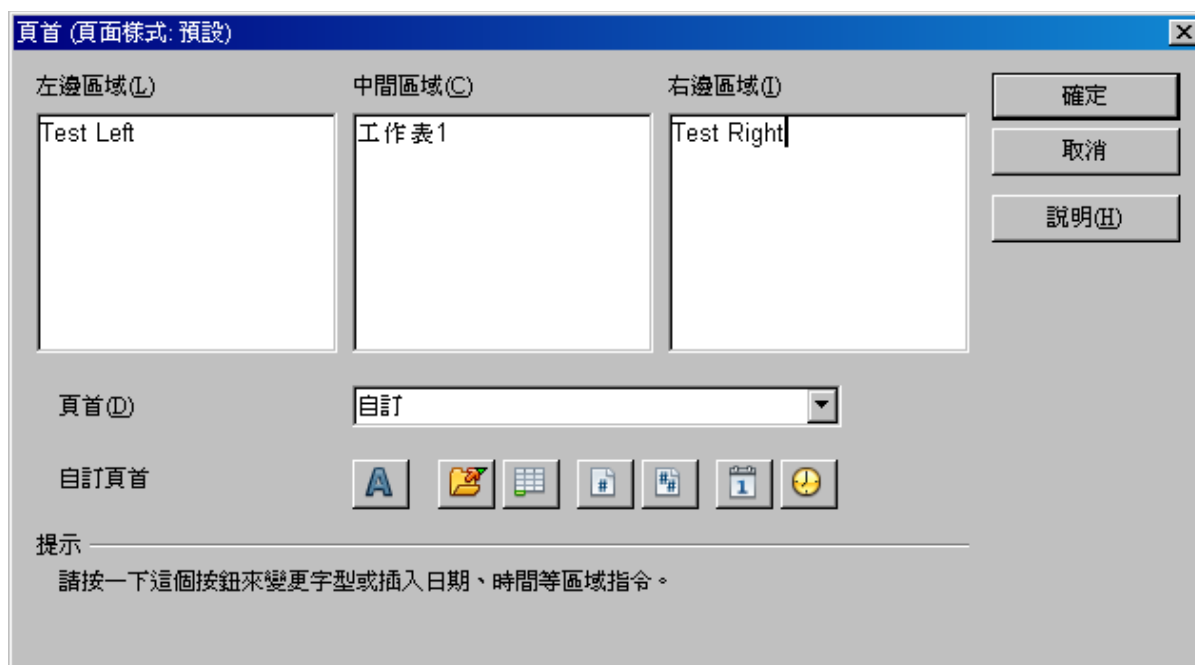 頁首 (頁面樣式: 預設)
左邊區域(L) 中間區域(C) 右邊區域(I)
Test Left 工作表1 Test Right
確定
取消
說明(H)
頁首(D) 自訂
自訂頁首 A # ## 1
提示
請按一下這個按鈕來變更字型或插入日期、時間等區域指令。